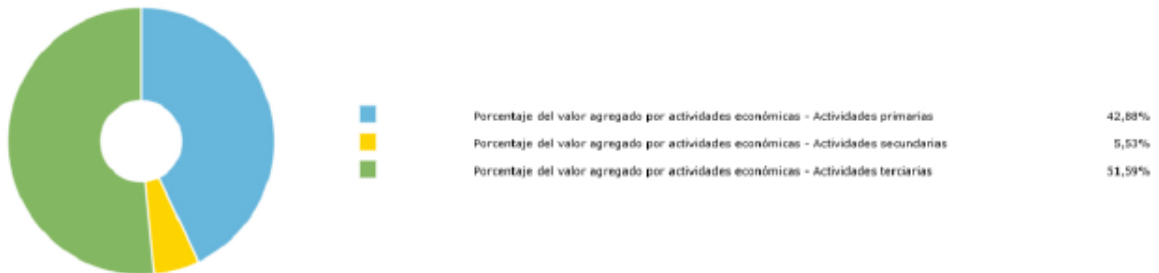 Porcentaje del valor agregado por actividades económicas - Actividades primarias 42,88%
Porcentaje del valor agregado por actividades económicas - Actividades secundarias 5,53%
Porcentaje del valor agregado por actividades económicas - Actividades terciarias 51,59%